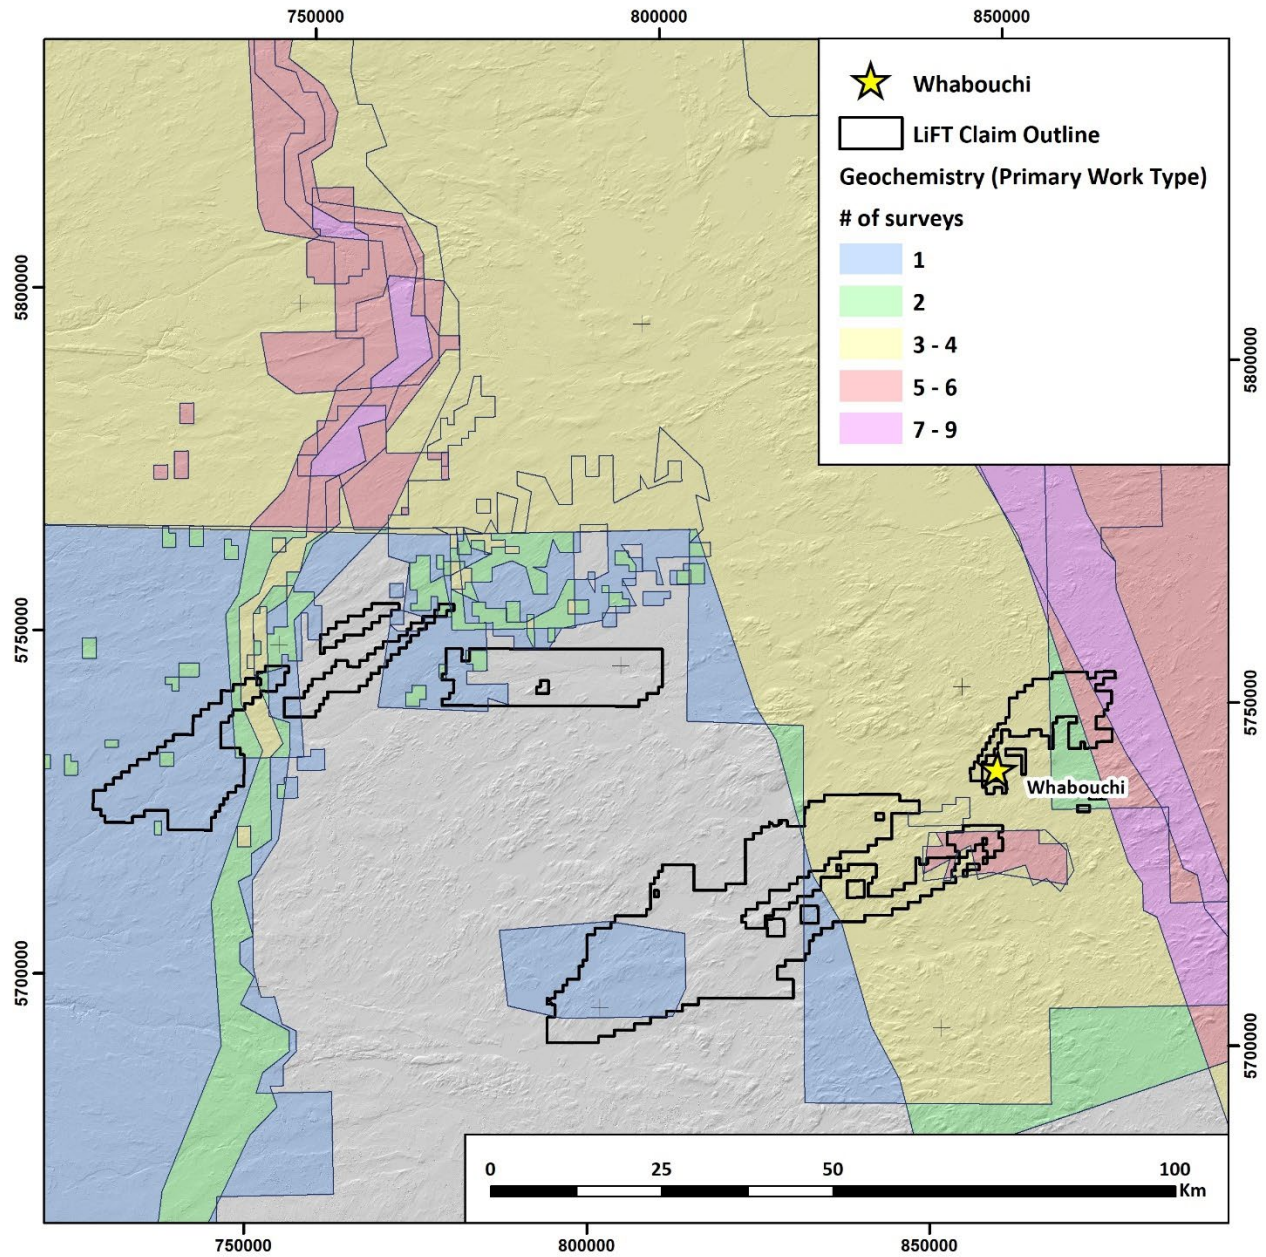 750000
800000
850000
Whabouchi
LiFT Claim Outline
Geochemistry (Primary Work Type)
# of surveys
1
2
3 - 4
5 - 6
7 - 9
5800000
5800000
5750000
5750000
Whabouchi
5700000
5700000
0
25
50
100
Km
750000
800000
850000